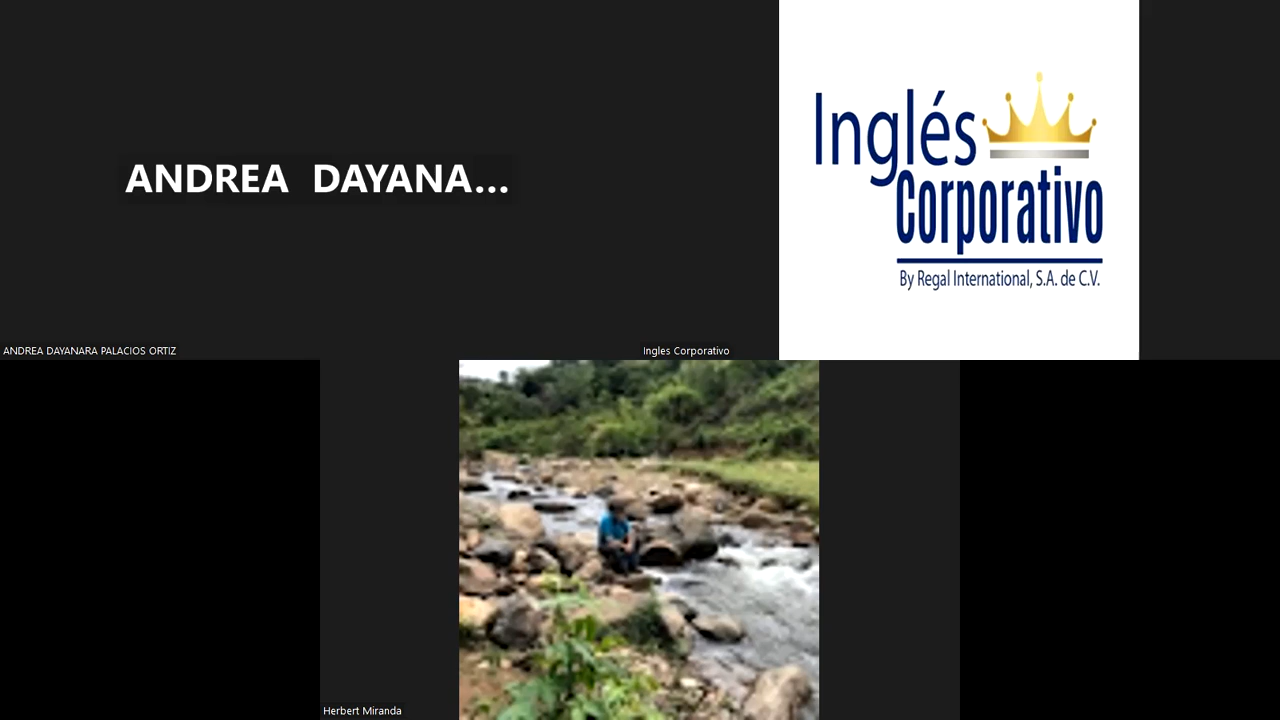 ANDREA DAYANA...
Inglés
Corporativo
By Regal International, S.A. de C.V.
ANDREA DAYANARA PALACIOS ORTIZ
Ingles Corporativo
Herbert Miranda